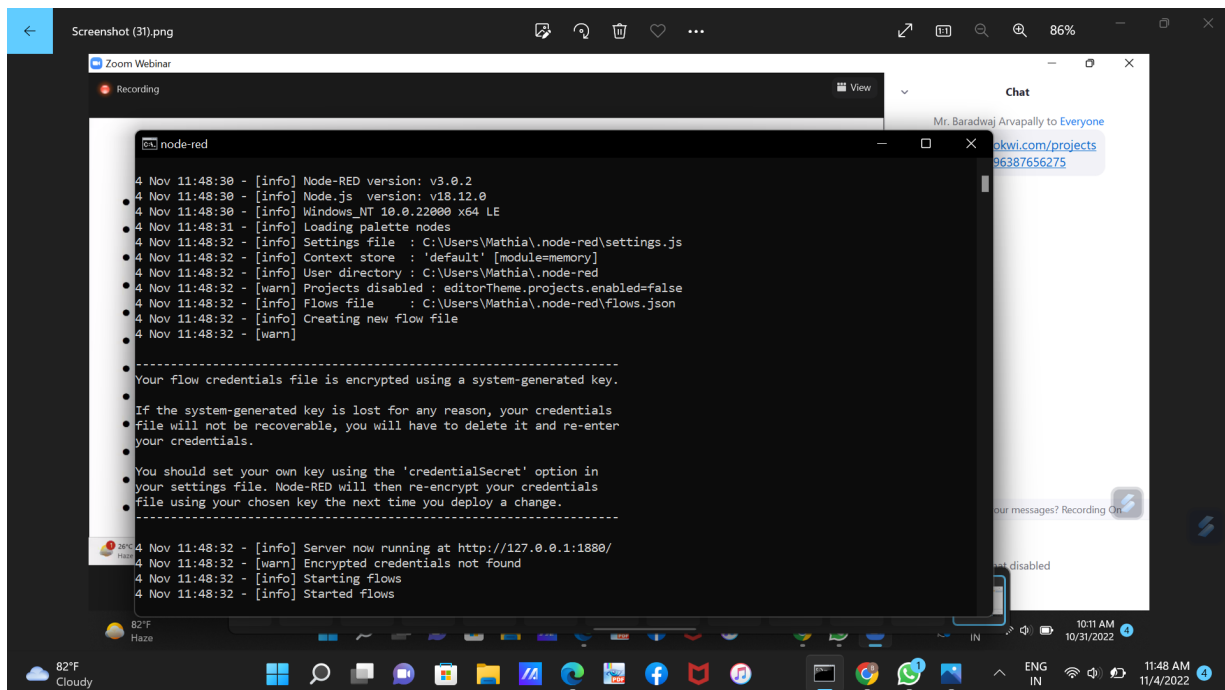 Screenshot (31).png
86%
Zoom Webinar
Recording
View
Chat
Mr. Baradwaj Arvapally to Everyone
okwi.com/projects
96387656275
node-red
4 Nov 11:48:30 - [info] Node-RED version: v3.0.2
4 Nov 11:48:30 - [info] Node.js  version: v18.12.0
4 Nov 11:48:30 - [info] Windows_NT 10.0.22000 x64 LE
4 Nov 11:48:31 - [info] Loading palette nodes
4 Nov 11:48:32 - [info] Settings file  : C:\Users\Mathia\.node-red\settings.js
4 Nov 11:48:32 - [info] Context store  : 'default' [module=memory]
4 Nov 11:48:32 - [info] User directory : C:\Users\Mathia\.node-red
4 Nov 11:48:32 - [warn] Projects disabled : editorTheme.projects.enabled=false
4 Nov 11:48:32 - [info] Flows file     : C:\Users\Mathia\.node-red\flows.json
4 Nov 11:48:32 - [info] Creating new flow file
4 Nov 11:48:32 - [warn]
---------------------------------------------------------------------
Your flow credentials file is encrypted using a system-generated key.
If the system-generated key is lost for any reason, your credentials
file will not be recoverable, you will have to delete it and re-enter
your credentials.
You should set your own key using the 'credentialSecret' option in
your settings file. Node-RED will then re-encrypt your credentials
file using your chosen key the next time you deploy a change.
---------------------------------------------------------------------
4 Nov 11:48:32 - [info] Server now running at http://127.0.0.1:1880/
4 Nov 11:48:32 - [warn] Encrypted credentials not found
4 Nov 11:48:32 - [info] Starting flows
4 Nov 11:48:32 - [info] Started flows
our messages? Recording On
disabled
26°C
Haze
82°F
Haze
IN
10:11 AM
10/31/2022
4
82°F
Cloudy
1
ENG
IN
11:48 AM
11/4/2022
4